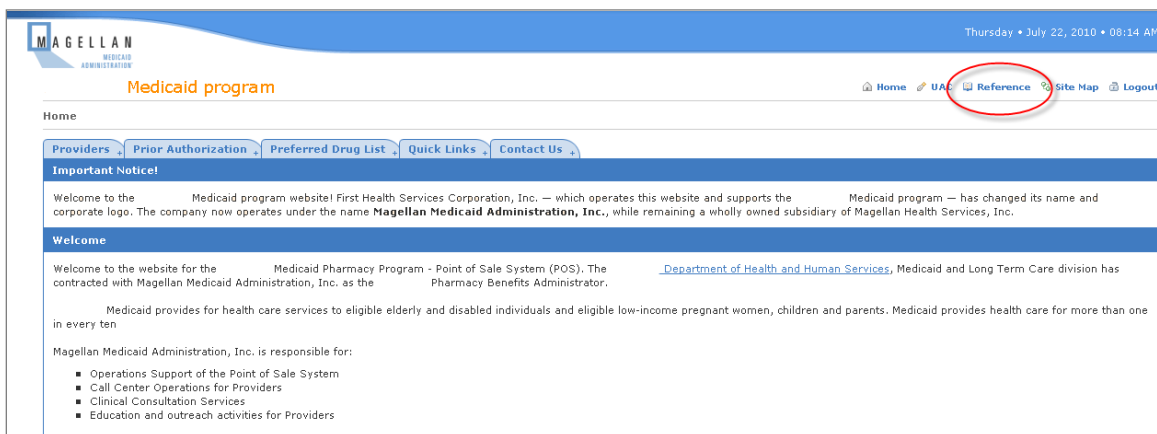 Thursday • July 22, 2010 • 08:14 AM
MAGELLAN
MEDICAID
ADMINISTRATION
Medicaid program
Home UAC Reference Site Map Logout
Home
Providers + Prior Authorization + Preferred Drug List + Quick Links + Contact Us +
Important Notice!
Welcome to the Medicaid program website! First Health Services Corporation, Inc. — which operates this website and supports the Medicaid program — has changed its name and
corporate logo. The company now operates under the name Magellan Medicaid Administration, Inc., while remaining a wholly owned subsidiary of Magellan Health Services, Inc.
Welcome
Welcome to the website for the Medicaid Pharmacy Program - Point of Sale System (POS). The Department of Health and Human Services, Medicaid and Long Term Care division has
contracted with Magellan Medicaid Administration, Inc. as the Pharmacy Benefits Administrator.
Medicaid provides for health care services to eligible elderly and disabled individuals and eligible low-income pregnant women, children and parents. Medicaid provides health care for more than one
in every ten
Magellan Medicaid Administration, Inc. is responsible for:
▪ Operations Support of the Point of Sale System
▪ Call Center Operations for Providers
▪ Clinical Consultation Services
▪ Education and outreach activities for Providers